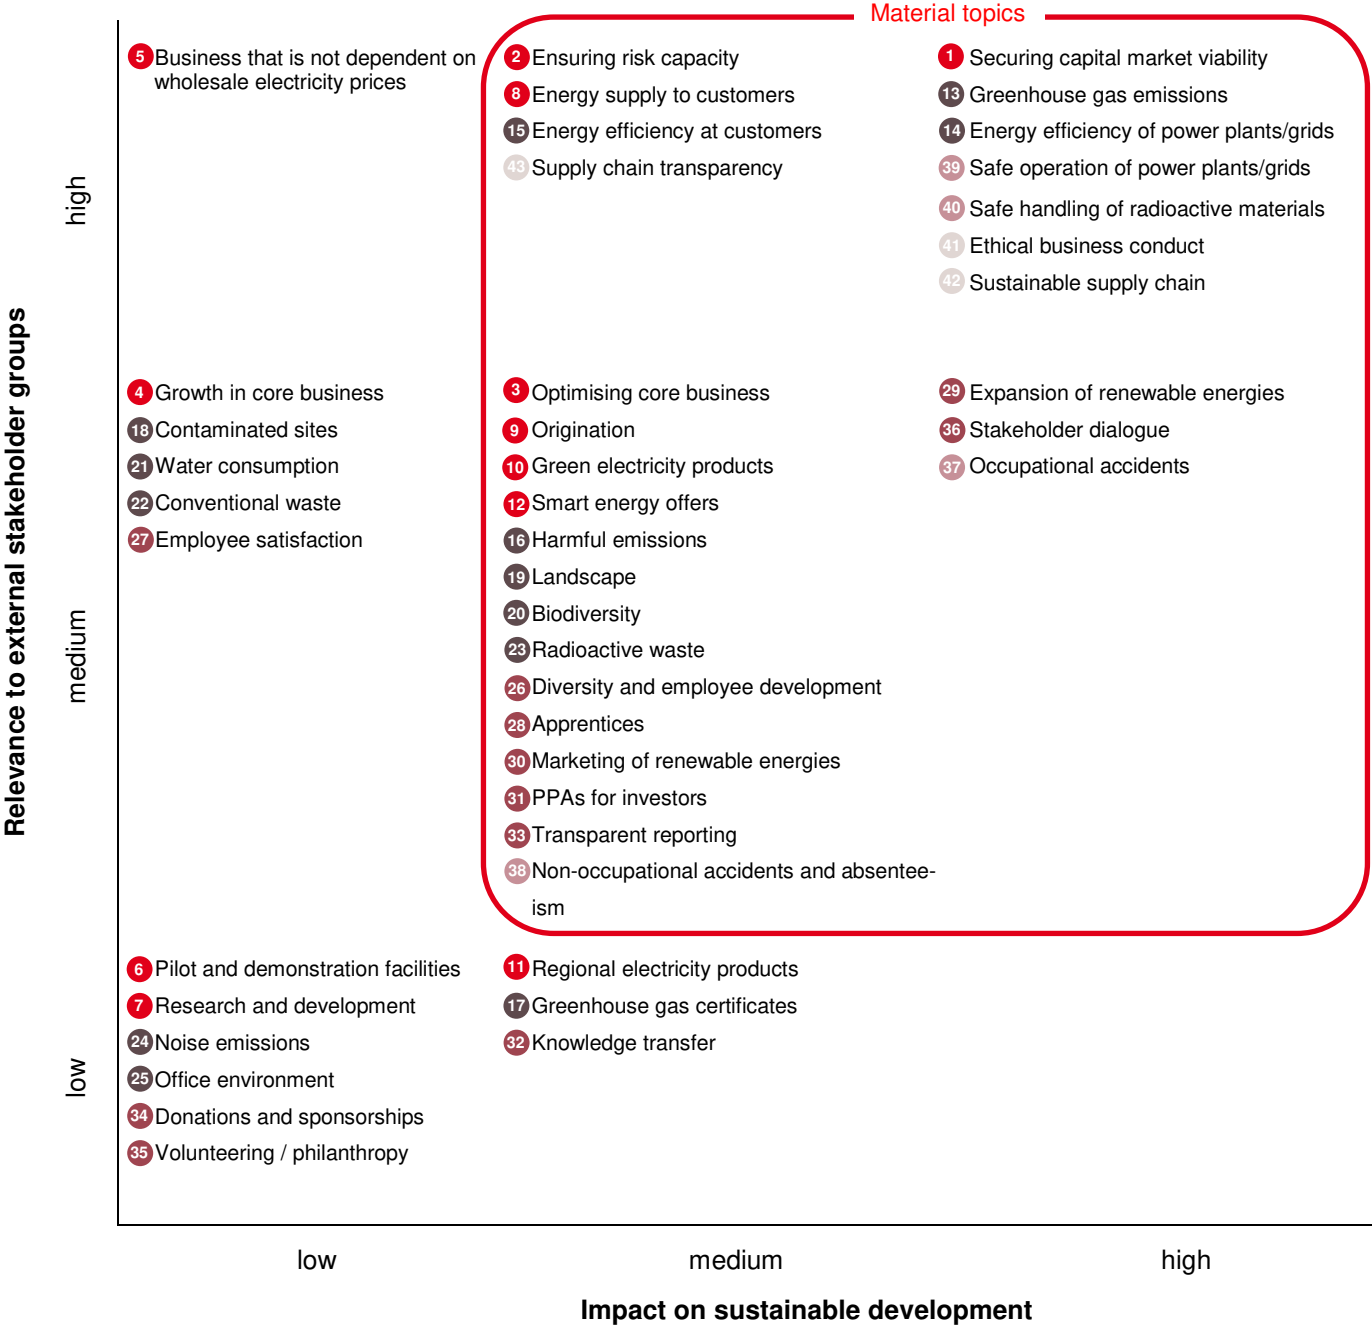 Material topics
5 Business that is not dependent on
wholesale electricity prices
2 Ensuring risk capacity
8 Energy supply to customers
15 Energy efficiency at customers
43 Supply chain transparency
1 Securing capital market viability
13 Greenhouse gas emissions
14 Energy efficiency of power plants/grids
39 Safe operation of power plants/grids
40 Safe handling of radioactive materials
41 Ethical business conduct
42 Sustainable supply chain
high
4 Growth in core business
18 Contaminated sites
21 Water consumption
22 Conventional waste
27 Employee satisfaction
3 Optimising core business
9 Origination
10 Green electricity products
12 Smart energy offers
16 Harmful emissions
19 Landscape
20 Biodiversity
23 Radioactive waste
26 Diversity and employee development
28 Apprentices
30 Marketing of renewable energies
31 PPAs for investors
33 Transparent reporting
38 Non-occupational accidents and absentee-
ism
29 Expansion of renewable energies
36 Stakeholder dialogue
37 Occupational accidents
medium
Relevance to external stakeholder groups
6 Pilot and demonstration facilities
7 Research and development
24 Noise emissions
25 Office environment
34 Donations and sponsorships
35 Volunteering / philanthropy
11 Regional electricity products
17 Greenhouse gas certificates
32 Knowledge transfer
low
low
medium
high
Impact on sustainable development